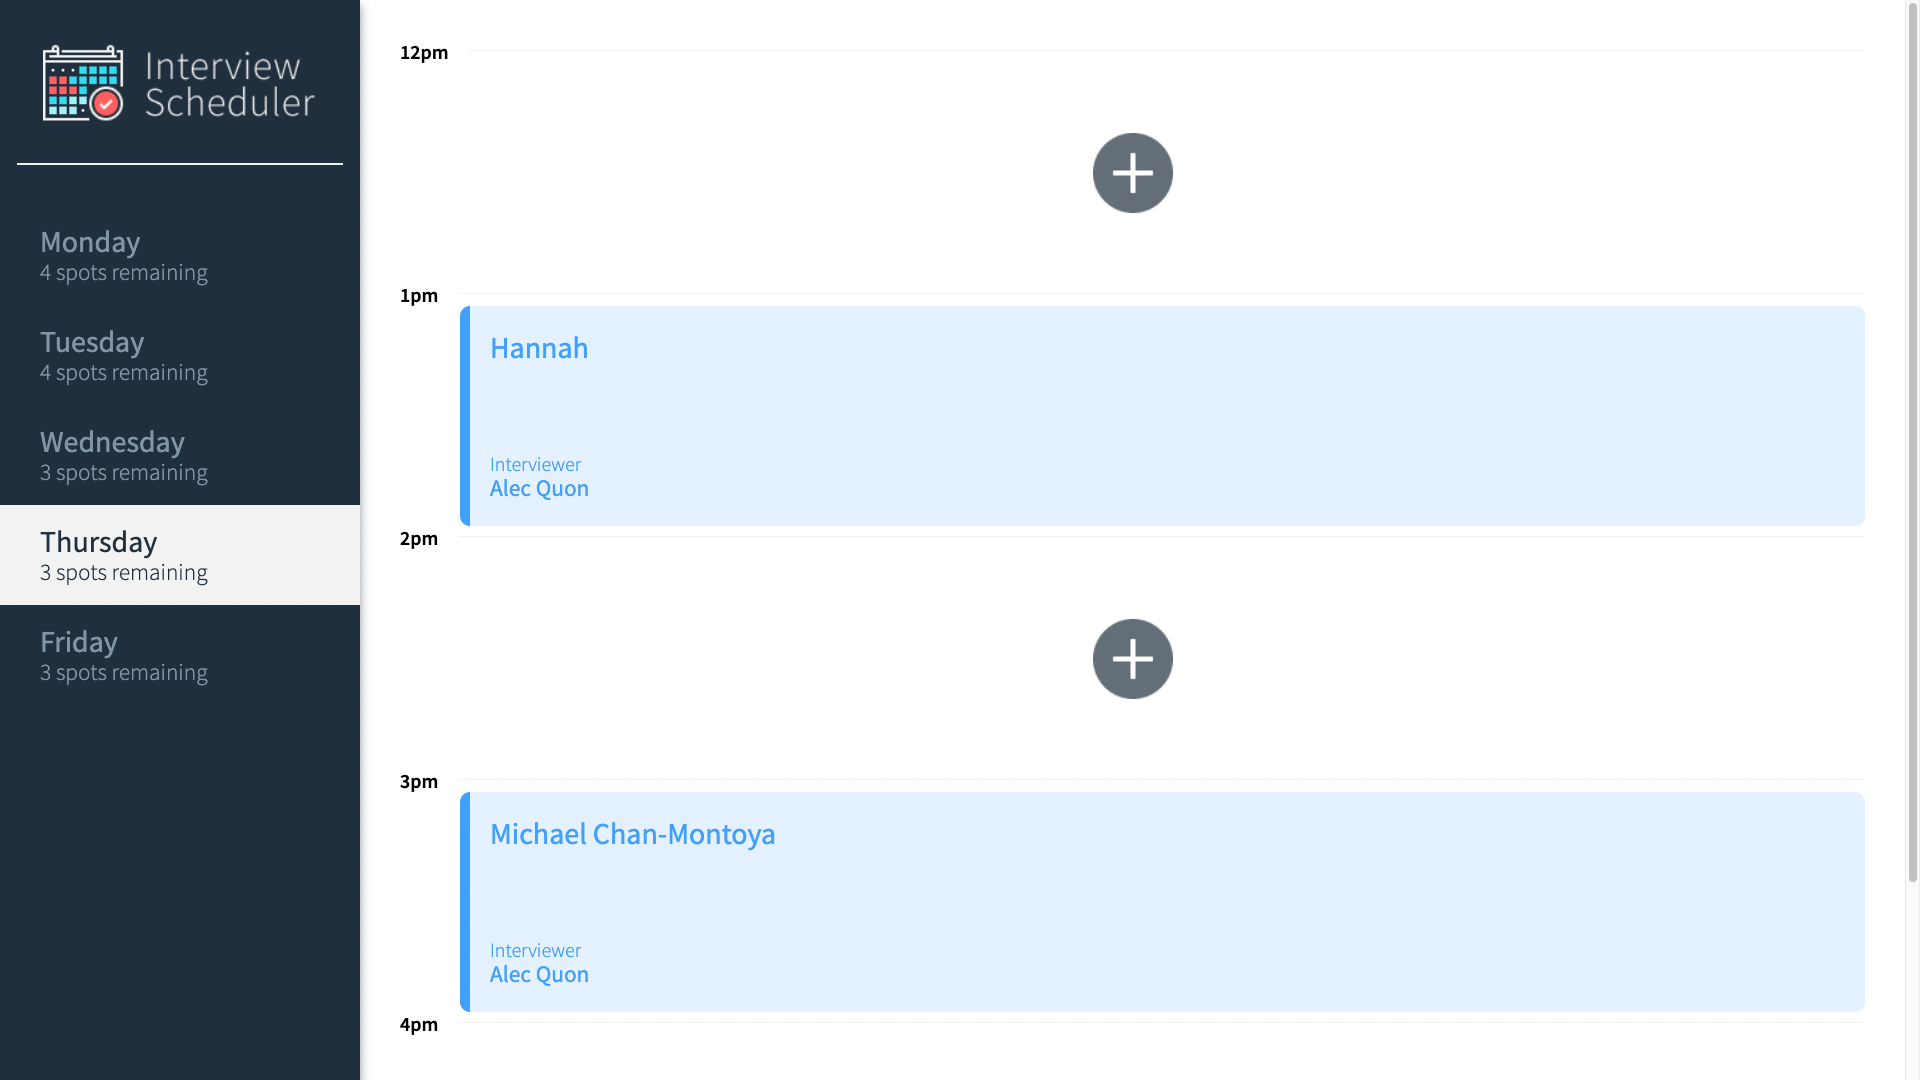 Interview
Scheduler
Monday
4 spots remaining
Tuesday
4 spots remaining
Wednesday
3 spots remaining
Thursday
3 spots remaining
Friday
3 spots remaining
12pm
1pm
Hannah
Interviewer
Alec Quon
2pm
3pm
Michael Chan-Montoya
Interviewer
Alec Quon
4pm